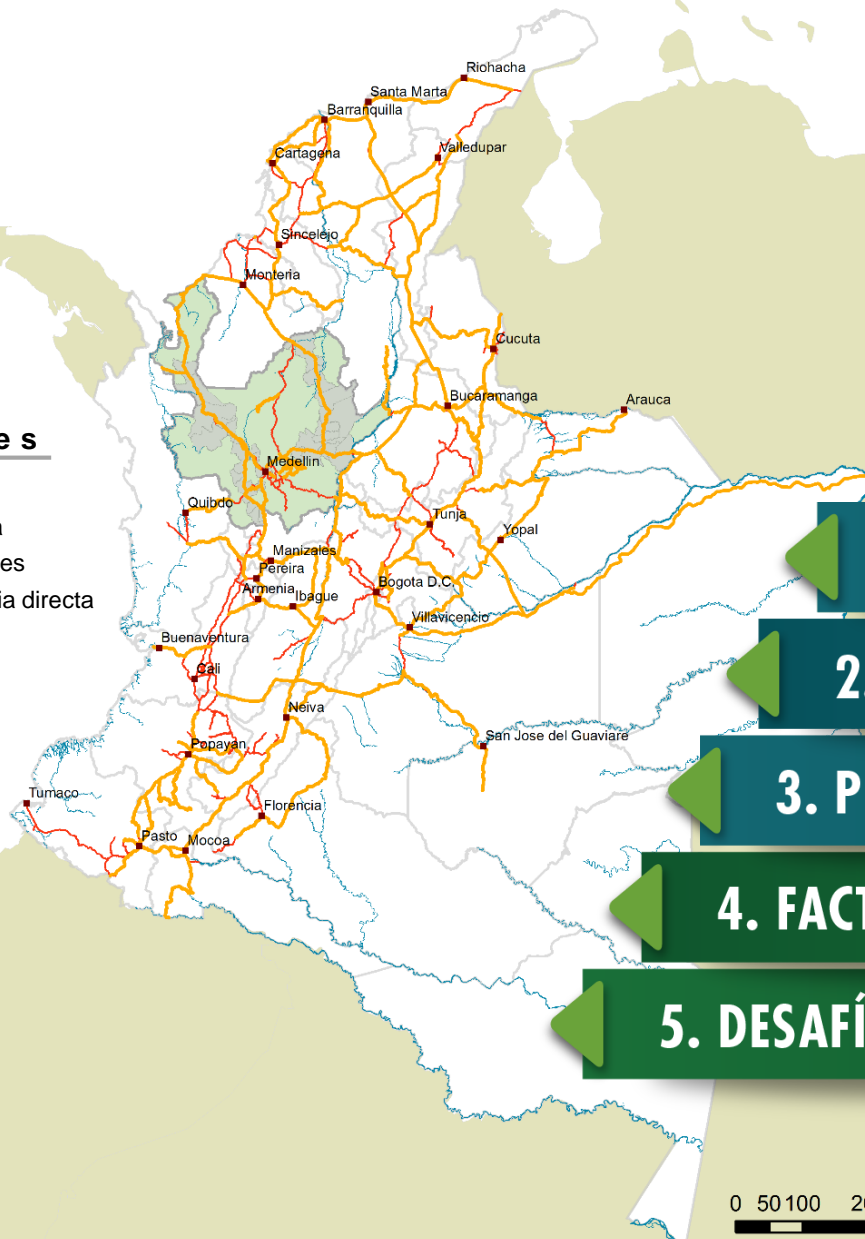 Riohacha
Santa Marta
Barranquilla
Cartagena
Valledupar
Sincelejo
Monteria
Cucuta
Bucaramanga
Arauca
e s
Medellin
Quibdo
Tunja
Yopal
es
Manizales
Pereira
Bogota D.C.
Armenia
Ibague
ia directa
Villavicencio
Buenaventura
Cali
2.
Neiva
San Jose del Guaviare
Popayan
3. P
Tumaco
Florencia
Pasto
Mocoa
4. FACT
5. DESAFÍ
0 50 100